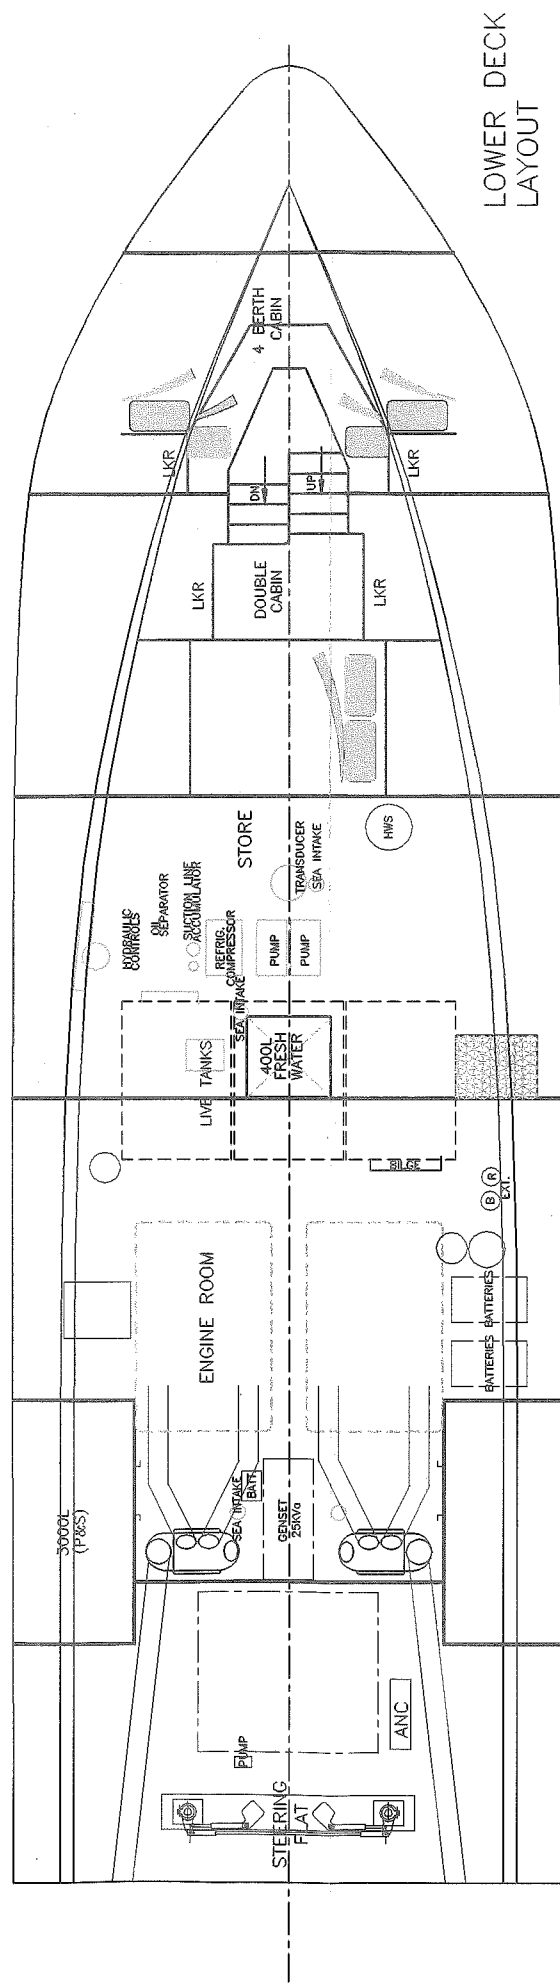 LOWER DECK
LAYOUT
4 BERTH
CABIN
LKR
LKR
DN
UP
LKR
DOUBLE
CABIN
LKR
STORE
HWS
TRANSDUCER
SEA INTAKE
HYDRAULIC
CONTROLS
OIL
SEPARATOR
SUCTION LINE
ACCUMULATOR
REFRIG.
COMPRESSOR
PUMP
PUMP
SEA INTAKE
400L
FRESH
WATER
LIVE TANKS
BILGE
B
R
EXT.
ENGINE ROOM
BATTERIES
BATTERIES
3000L
(P&S)
SEA INTAKE
BATT
GENSET
25kVa
PUMP
ANC
STEERING
FLAT